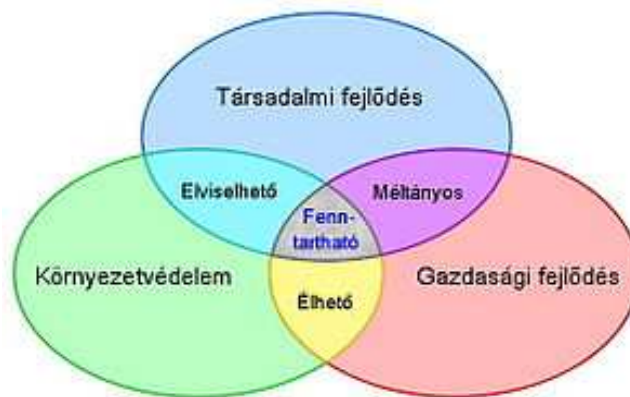 Társadalmi fejlődés
Elviselhető
Méltányos
Fenn-
tartható
Környezetvédelem
Gazdasági fejlődés
Élhető